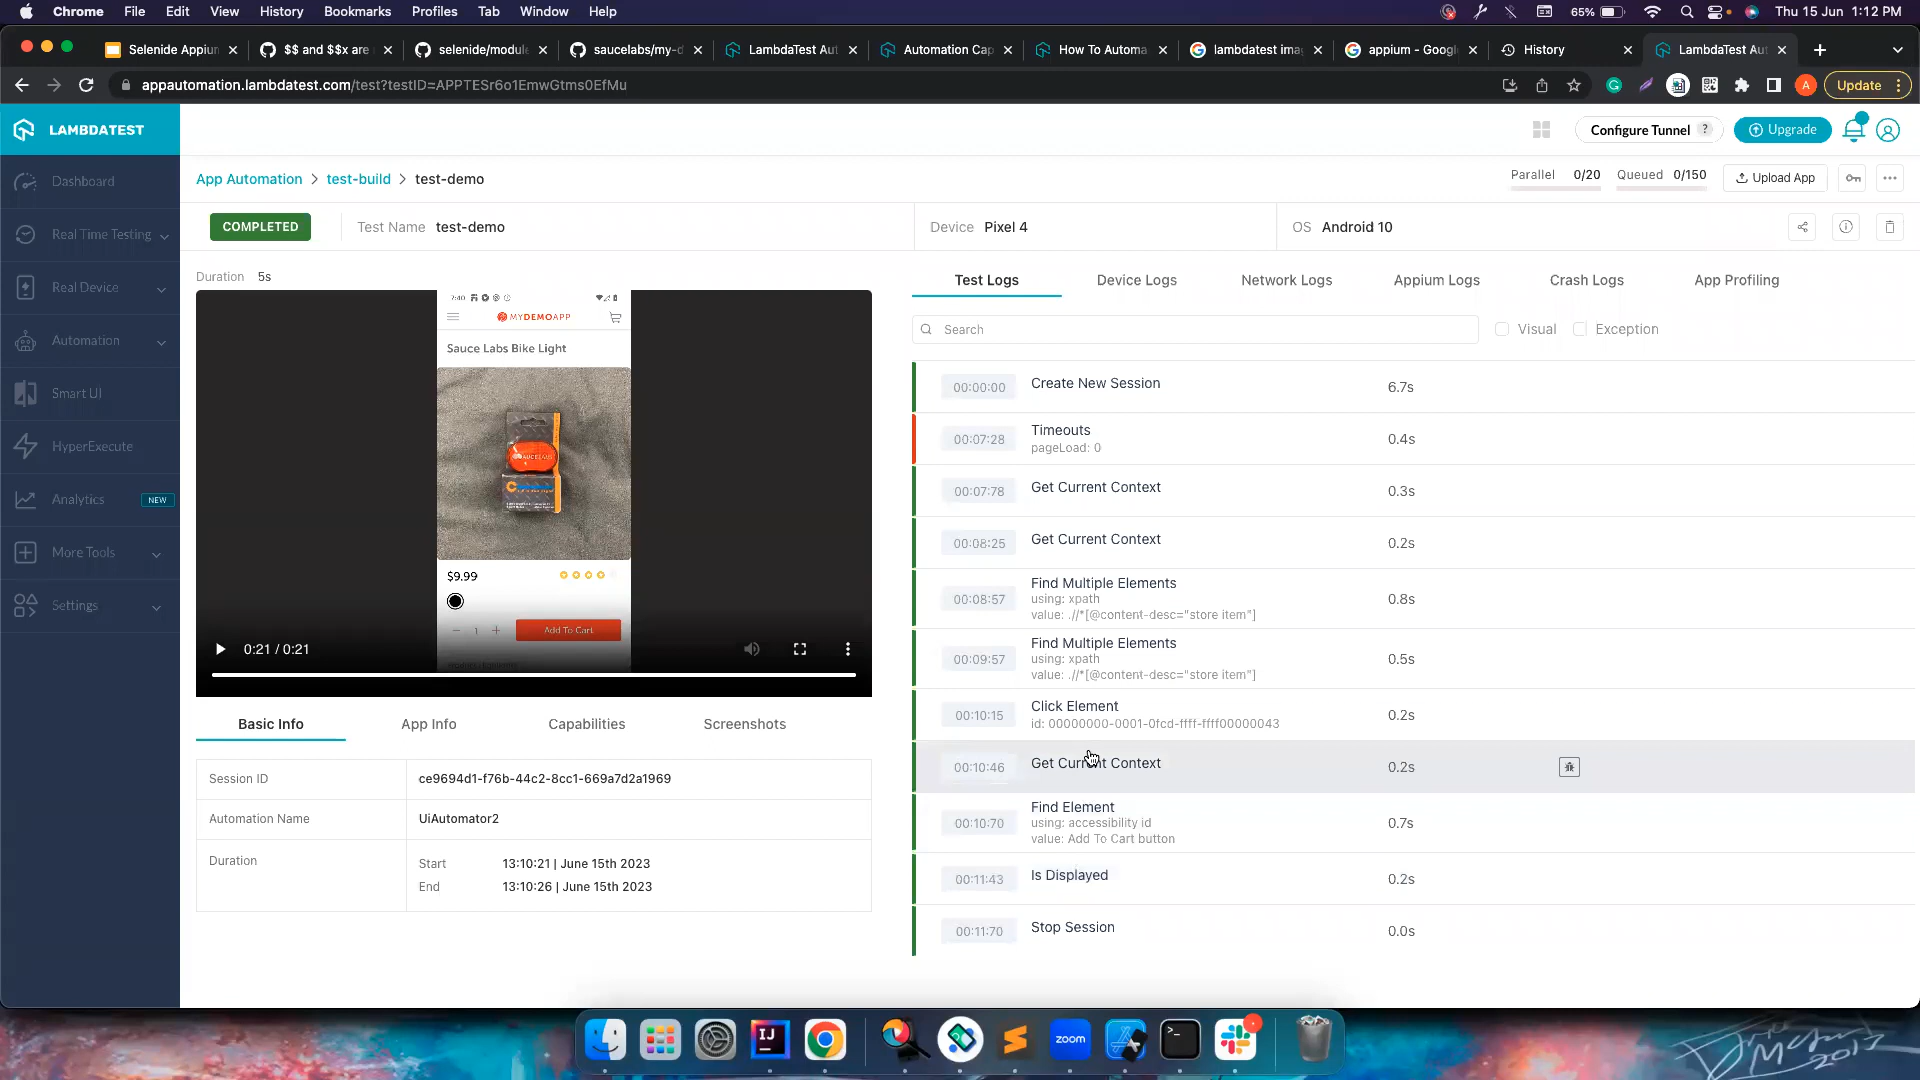 Chrome File Edit View History Bookmarks Profiles Tab Window Help 65% Thu 15 Jun 1:12 PM
Selenide Appiun $$ and $$x are selenide/module saucelabs/my-d LambdaTest Aut Automation Cap How To Automa lambdatest ima appium - Googl History LambdaTest Aut
appautomation.lambdatest.com/test?testID=APPTESr6o1EmwGtms0EfMu A Update
LAMBDATEST
Configure Tunnel ? Upgrade
Dashboard
Real Time Testing
Real Device
Automation
Smart UI
HyperExecute
Analytics NEW
More Tools
Settings
App Automation > test-build > test-demo
Parallel 0/20 Queued 0/150 Upload App
COMPLETED Test Name test-demo Device Pixel 4 OS Android 10
Duration 5s
7:40
MYDEMOAPP
Sauce Labs Bike Light
$9.99
− 1 + Add To Cart
0:21 / 0:21
Basic Info App Info Capabilities Screenshots
Session ID ce9694d1-f76b-44c2-8cc1-669a7d2a1969
Automation Name UiAutomator2
Duration Start 13:10:21 | June 15th 2023
End 13:10:26 | June 15th 2023
Test Logs Device Logs Network Logs Appium Logs Crash Logs App Profiling
Search Visual Exception
00:00:00 Create New Session 6.7s
00:07:28 Timeouts 0.4s
pageLoad: 0
00:07:78 Get Current Context 0.3s
00:08:25 Get Current Context 0.2s
00:08:57 Find Multiple Elements 0.8s
using: xpath
value: .//*[@content-desc="store item"]
00:09:57 Find Multiple Elements 0.5s
using: xpath
value: .//*[@content-desc="store item"]
00:10:15 Click Element 0.2s
id: 00000000-0001-0fcd-ffff-ffff00000043
00:10:46 Get Current Context 0.2s
00:10:70 Find Element 0.7s
using: accessibility id
value: Add To Cart button
00:11:43 Is Displayed 0.2s
00:11:70 Stop Session 0.0s
IJ zoom
2017